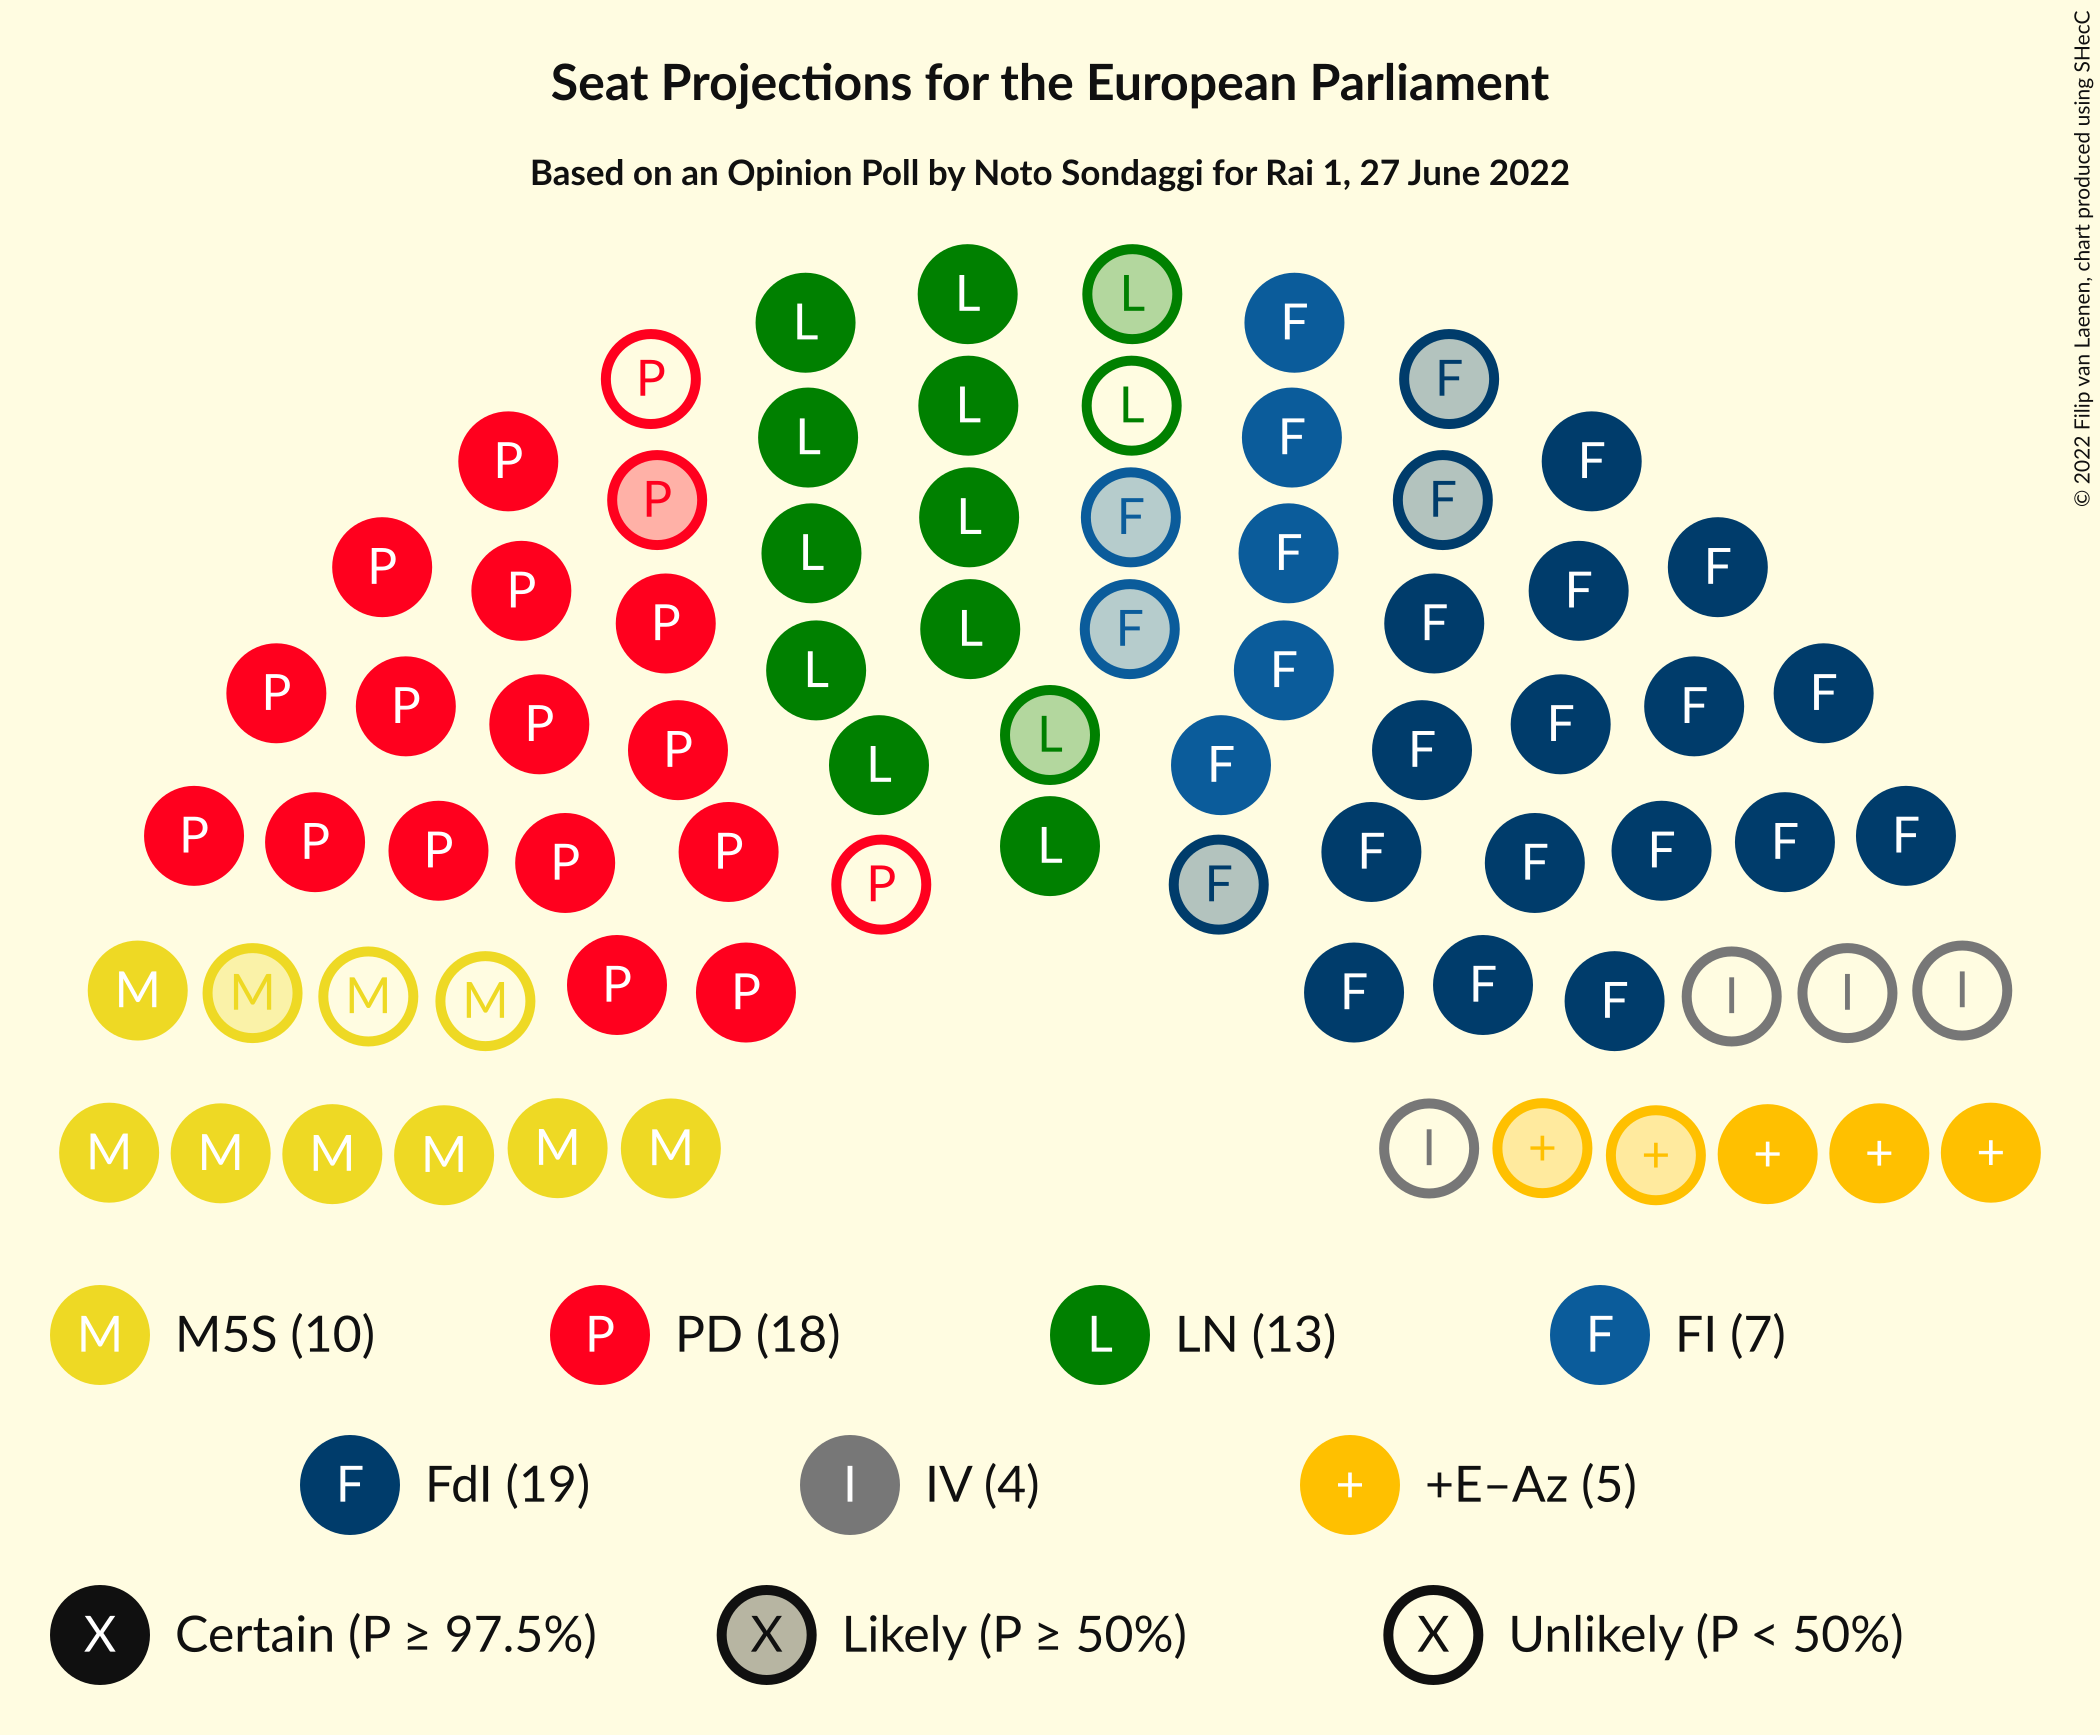 Seat Projections for the European Parliament
Based on an Opinion Poll by Noto Sondaggi for Rai 1, 27 June 2022
© 2022 Filip van Laenen, chart produced using SHecC
L L
L L F F
P P F F
L L
L L
P F
P P F F
L L F F
P F
P P F F
P P F F
L L F F
P P P P F F F F
L
L F
P P P P P L F F F F F
P F
M M M M P P F F F I I I
M M M M M M I + + + + +
M M5S (10) P PD (18) L LN (13) F FI (7)
F FdI (19) I IV (4) + +E–Az (5)
X Certain (P ≥ 97.5%) X Likely (P ≥ 50%) X Unlikely (P < 50%)